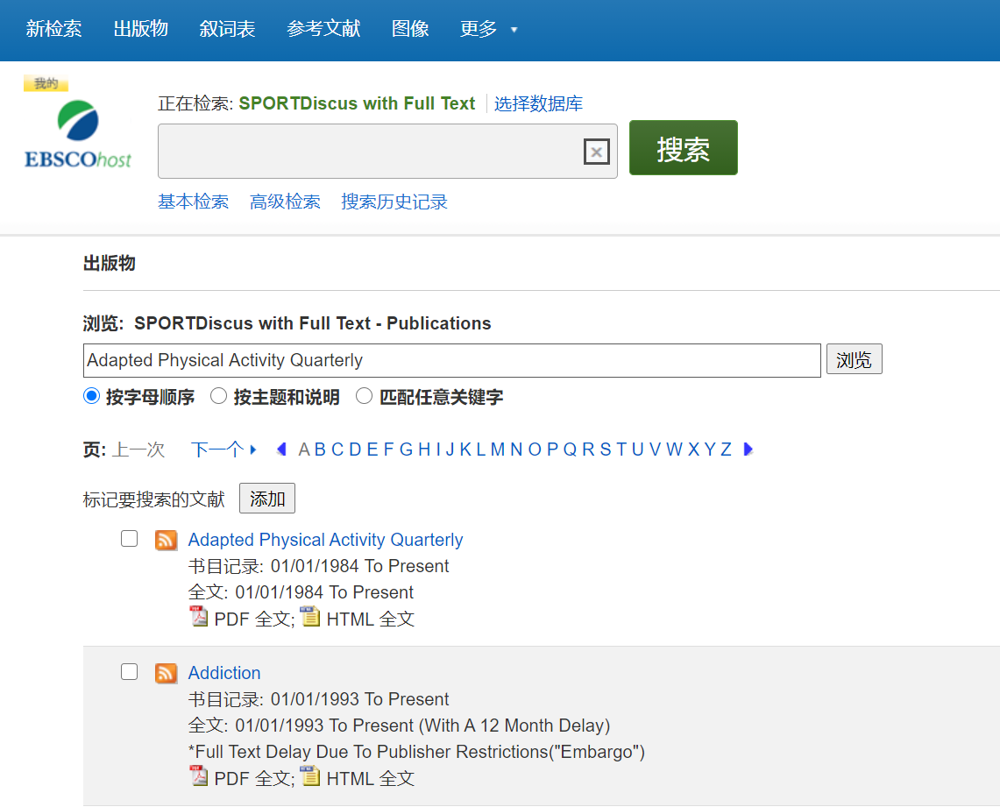 新检索 出版物 叙词表 参考文献 图像 更多
我的
EBSCOhost
正在检索: SPORTDiscus with Full Text 选择数据库
搜索
基本检索 高级检索 搜索历史记录
出版物
浏览: SPORTDiscus with Full Text - Publications
Adapted Physical Activity Quarterly 浏览
按字母顺序 按主题和说明 匹配任意关键字
页: 上一次 下一个 A B C D E F G H I J K L M N O P Q R S T U V W X Y Z
标记要搜索的文献 添加
Adapted Physical Activity Quarterly
书目记录: 01/01/1984 To Present
全文: 01/01/1984 To Present
PDF 全文; HTML 全文
Addiction
书目记录: 01/01/1993 To Present
全文: 01/01/1993 To Present (With A 12 Month Delay)
*Full Text Delay Due To Publisher Restrictions("Embargo")
PDF 全文; HTML 全文